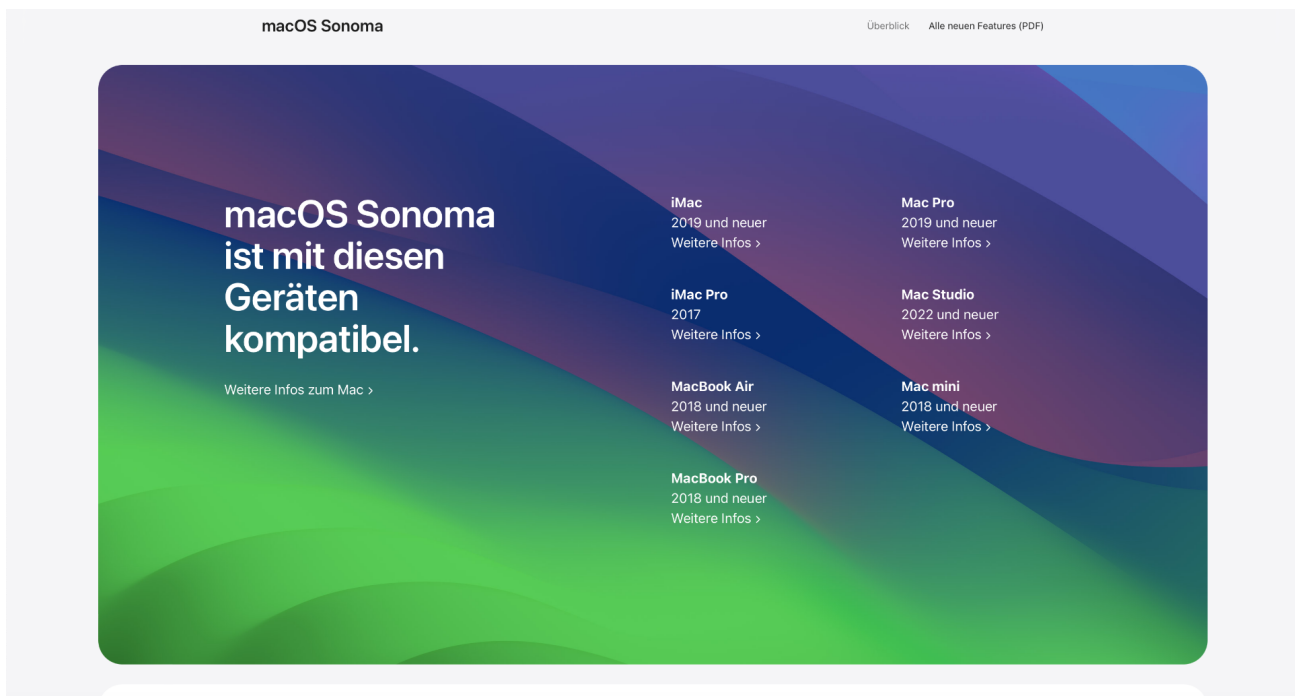 macOS Sonoma
Überblick Alle neuen Features (PDF)
macOS Sonoma
ist mit diesen
Geräten
kompatibel.
Weitere Infos zum Mac >
iMac
2019 und neuer
Weitere Infos >
iMac Pro
2017
Weitere Infos >
MacBook Air
2018 und neuer
Weitere Infos >
MacBook Pro
2018 und neuer
Weitere Infos >
Mac Pro
2019 und neuer
Weitere Infos >
Mac Studio
2022 und neuer
Weitere Infos >
Mac mini
2018 und neuer
Weitere Infos >